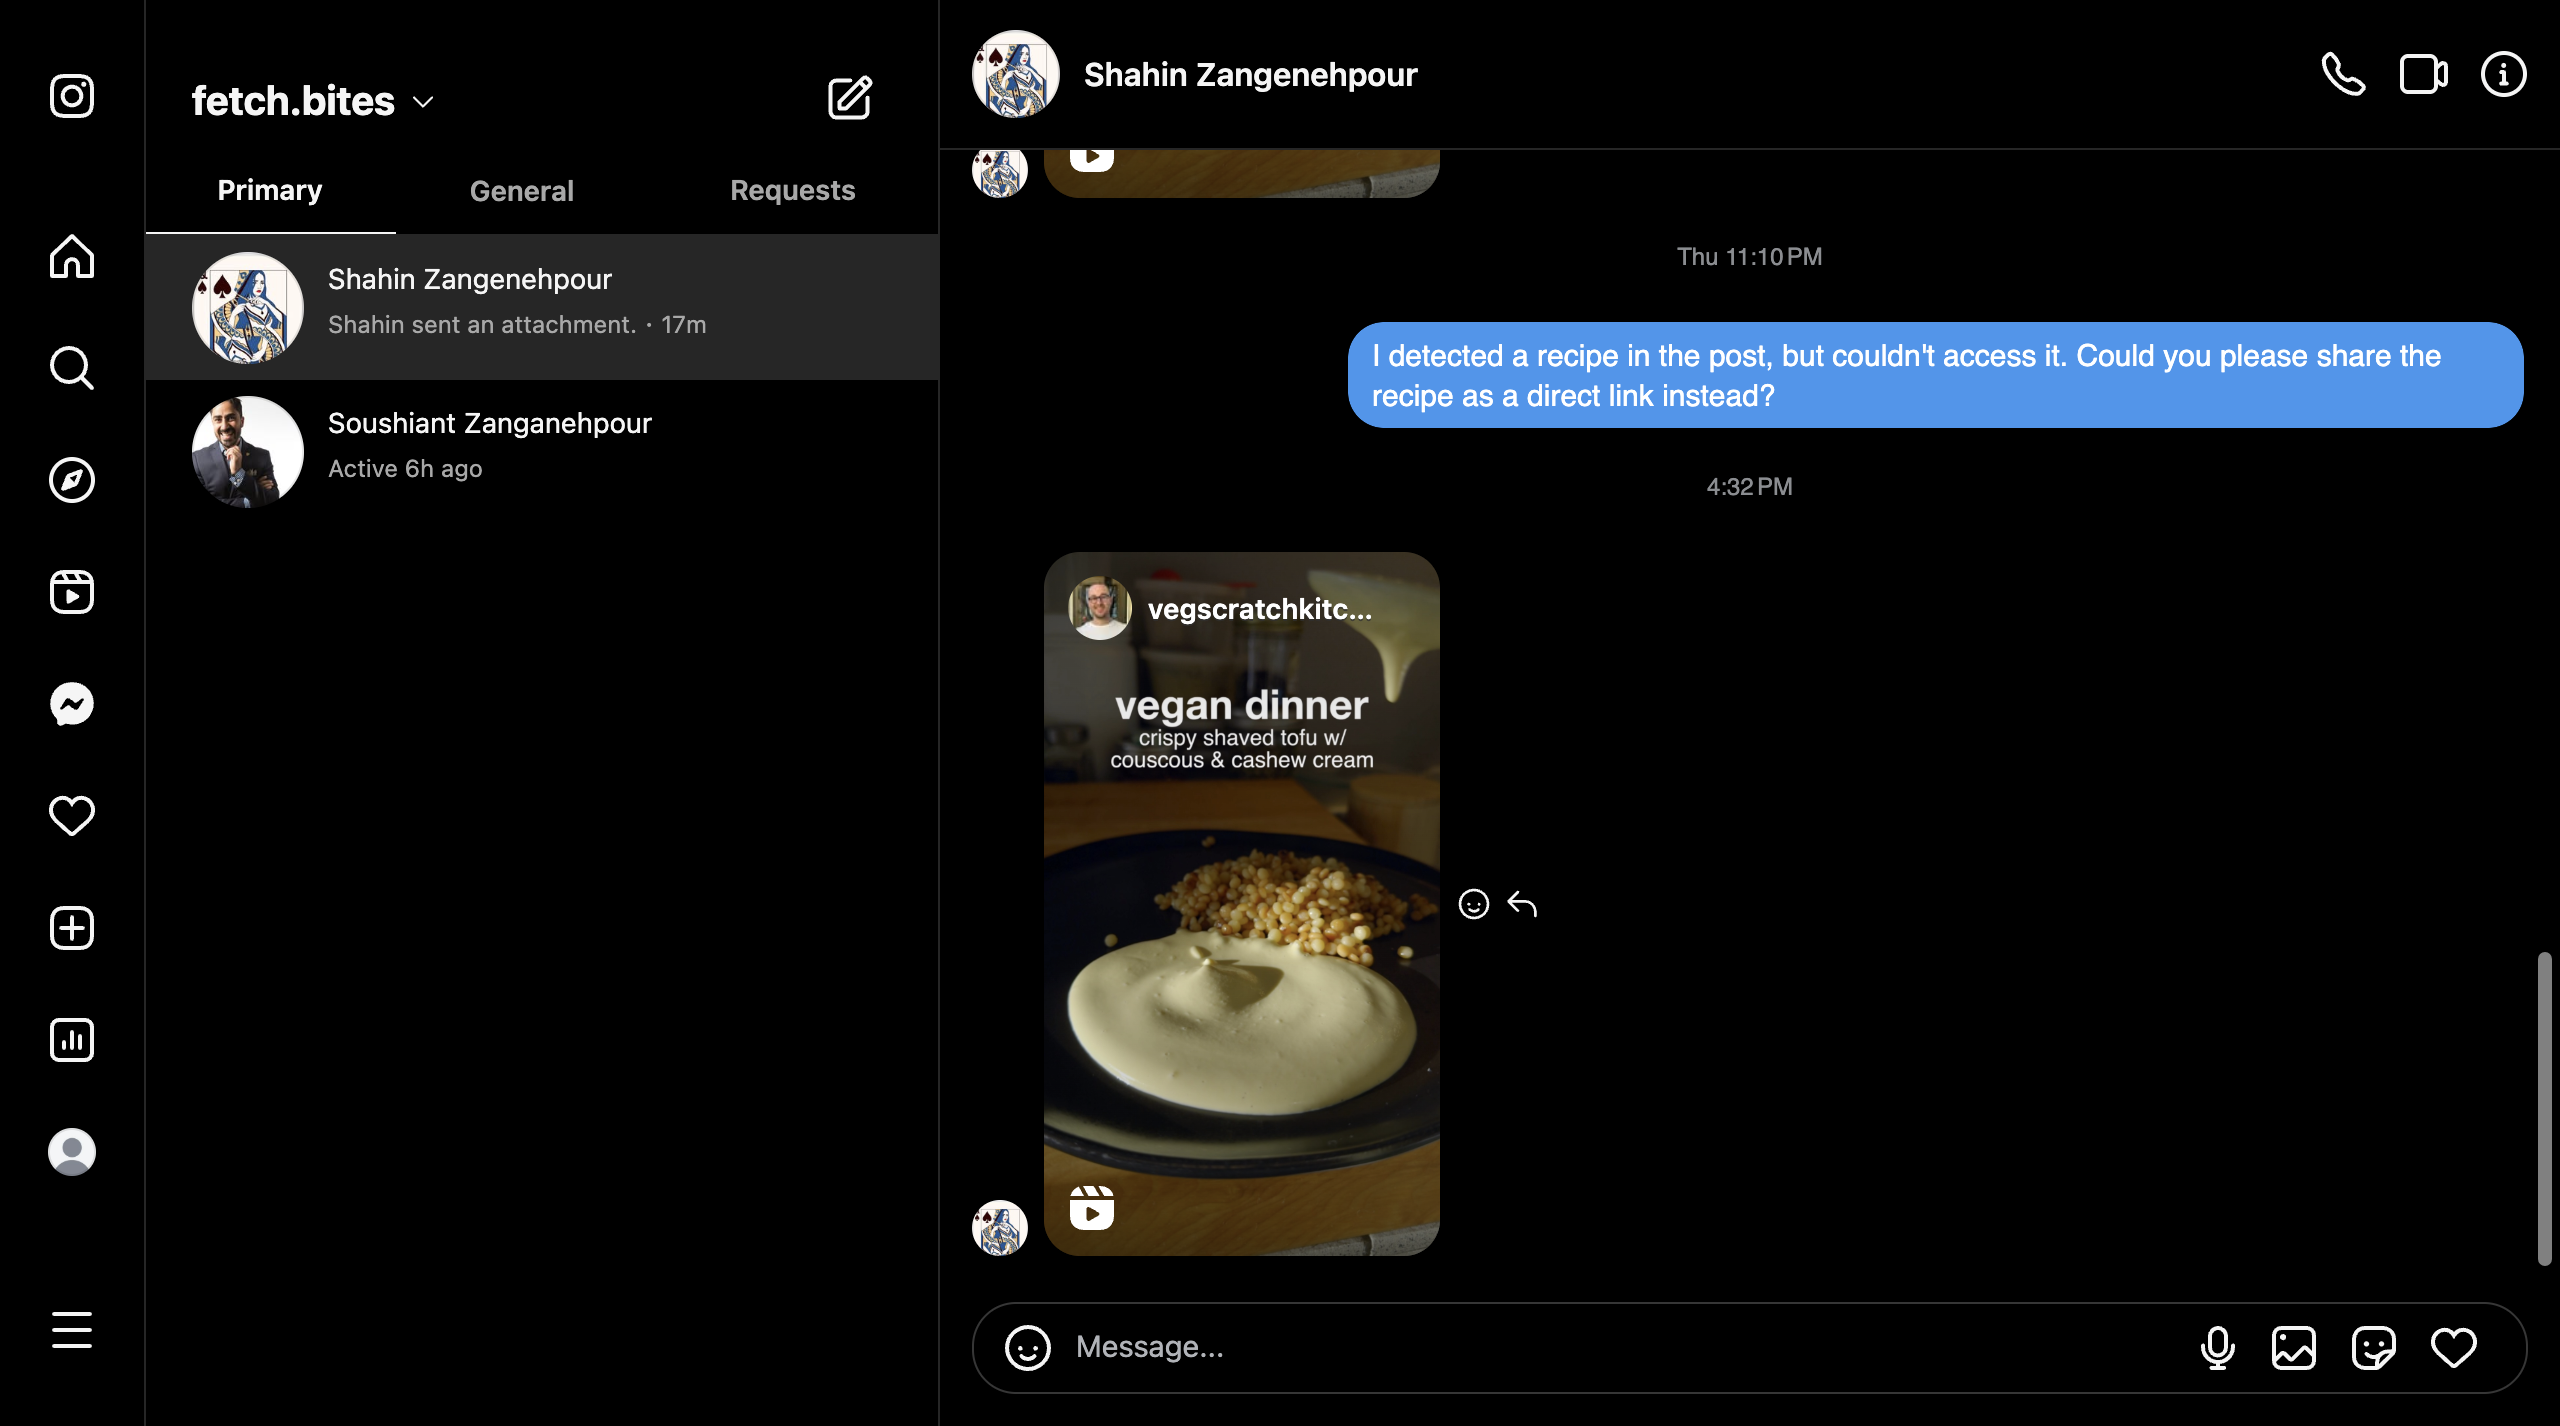 fetch.bites
Primary
General
Requests
Shahin Zangenehpour
Shahin sent an attachment. · 17m
Soushiant Zanganehpour
Active 6h ago
Shahin Zangenehpour
Thu 11:10 PM
I detected a recipe in the post, but couldn't access it. Could you please share the
recipe as a direct link instead?
4:32 PM
vegscratchkitc...
vegan dinner
crispy shaved tofu w/
couscous & cashew cream
Message...